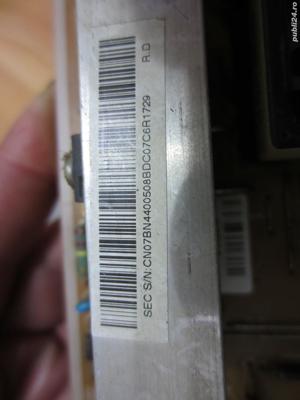 R.D
SEC S/N:CN07BN4400508BDC07C6R1729
publi24.ro